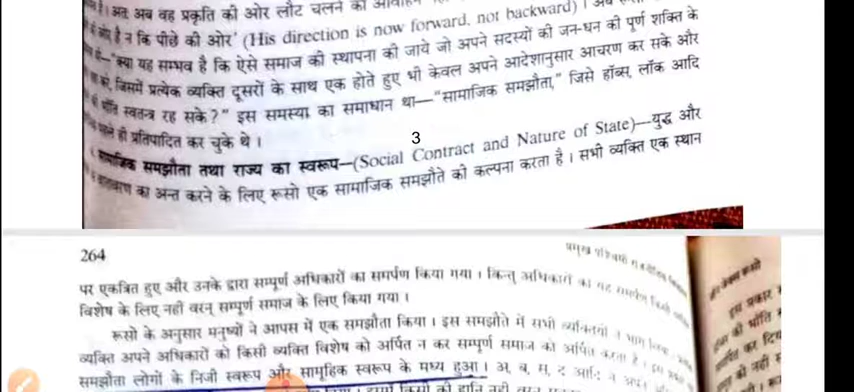 है। अतः अब वह प्रकृति की ओर लौट चलने का
है न कि पीछे की ओर' (His direction is now forward, not backward) ।
"क्या यह सम्भव है कि ऐसे समाज की स्थापना की जाये जो अपने सदस्यों की जन-धन की पूर्ण शक्ति के
जिसमें प्रत्येक व्यक्ति दूसरों के साथ एक होते हुए भी केवल अपने आदेशानुसार आचरण कर सके और
भाँति स्वतन्त्र रह सके?" इस समस्या का समाधान था—"सामाजिक समझौता," जिसे हॉब्स, लॉक आदि
ही प्रतिपादित कर चुके थे ।
3
सामाजिक समझौता तथा राज्य का स्वरूप—(Social Contract and Nature of State)—युद्ध और
का अन्त करने के लिए रूसो एक सामाजिक समझौते की कल्पना करता है । सभी व्यक्ति एक स्थान
264
प्रमुख पश्चिमी
पर एकत्रित हुए और उनके द्वारा सम्पूर्ण अधिकारों का समर्पण किया गया । किन्तु अधिकारों का यह समर्पण किसी व्यक्ति
विशेष के लिए नहीं वरन् सम्पूर्ण समाज के लिए किया गया ।
रूसो के अनुसार मनुष्यों ने आपस में एक समझौता किया । इस समझौते में सभी व्यक्तियों ने भाग लिया ।
व्यक्ति अपने अधिकारों को किसी व्यक्ति विशेष को अर्पित न कर सम्पूर्ण समाज को अर्पित करता है ।
समझौता लोगों के निजी स्वरूप और सामूहिक स्वरूप के मध्य हुआ । अ, ब, स, द आदि ने अपने
किसी की हानि नहीं
इस प्रकार
की भाँति
कर दिय
की नहीं